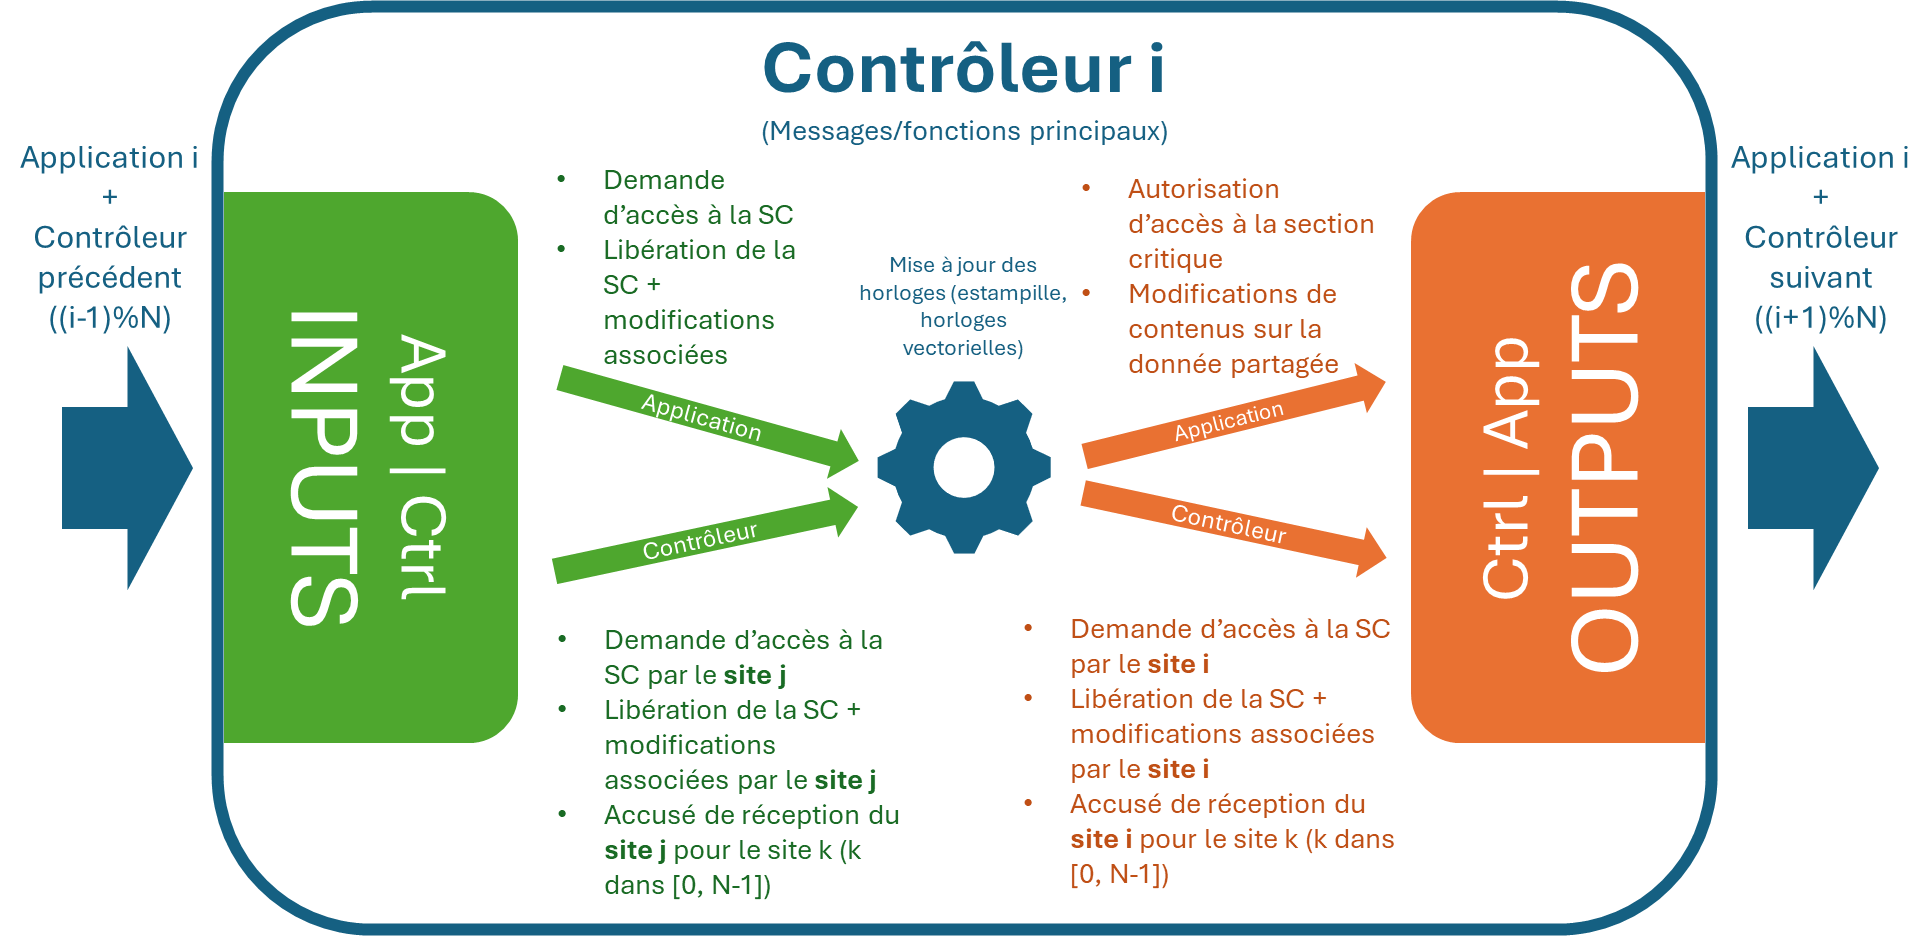 Contrôleur i
(Messages/fonctions principaux)
Application i
+
Contrôleur
précédent
((i-1)%N)
INPUTS
App | Ctrl
• Demande
d’accès à la SC
• Libération de la
SC +
modifications
associées
Application
Contrôleur
• Demande d’accès à la
SC par le site j
• Libération de la SC +
modifications
associées par le site j
• Accusé de réception du
site j pour le site k (k
dans [0, N-1])
Mise à jour des
horloges (estampille,
horloges
vectorielles)
• Autorisation
d’accès à la section
critique
• Modifications de
contenus sur la
donnée partagée
Application
Contrôleur
• Demande d’accès à la SC
par le site i
• Libération de la SC +
modifications associées
par le site i
• Accusé de réception du
site i pour le site k (k dans
[0, N-1])
Ctrl | App
OUTPUTS
Application i
+
Contrôleur
suivant
((i+1)%N)